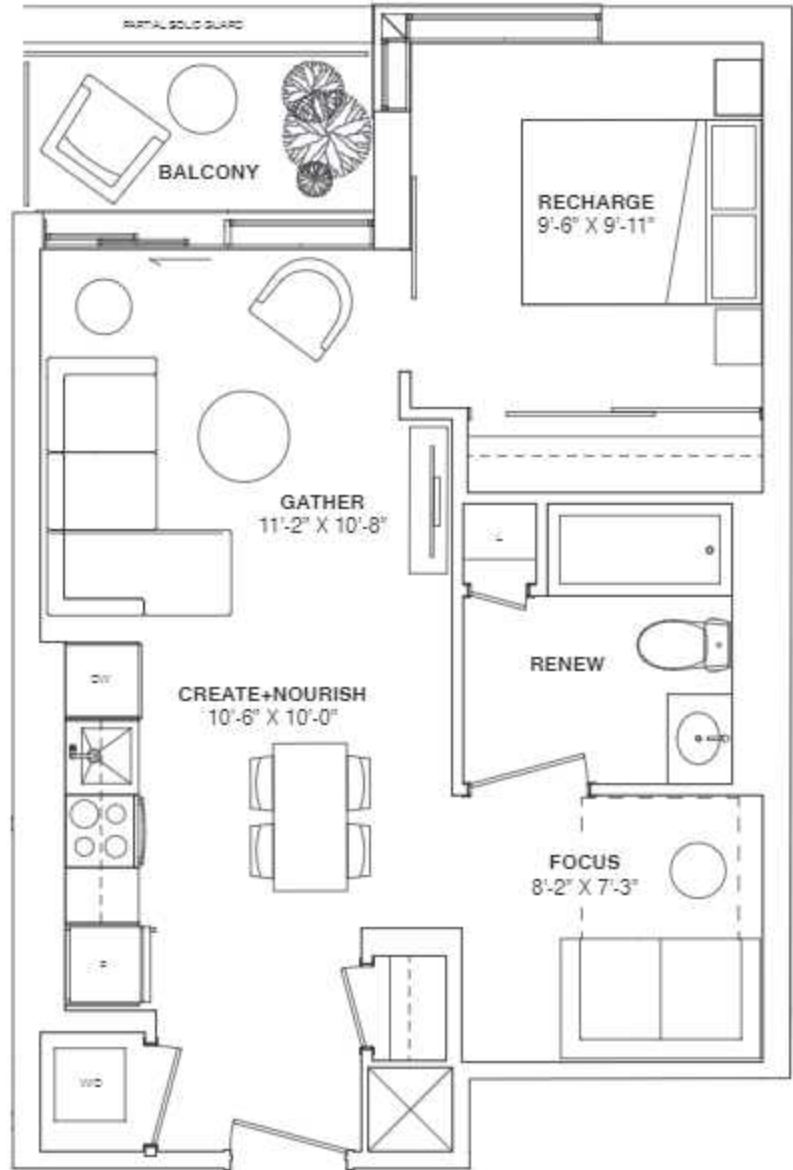 PARTIAL SOLID GUARD
BALCONY
RECHARGE
9'-6" X 9'-11"
GATHER
11'-2" X 10'-8"
L
RENEW
DW
CREATE+NOURISH
10'-6" X 10'-0"
FOCUS
8'-2" X 7'-3"
F
WD